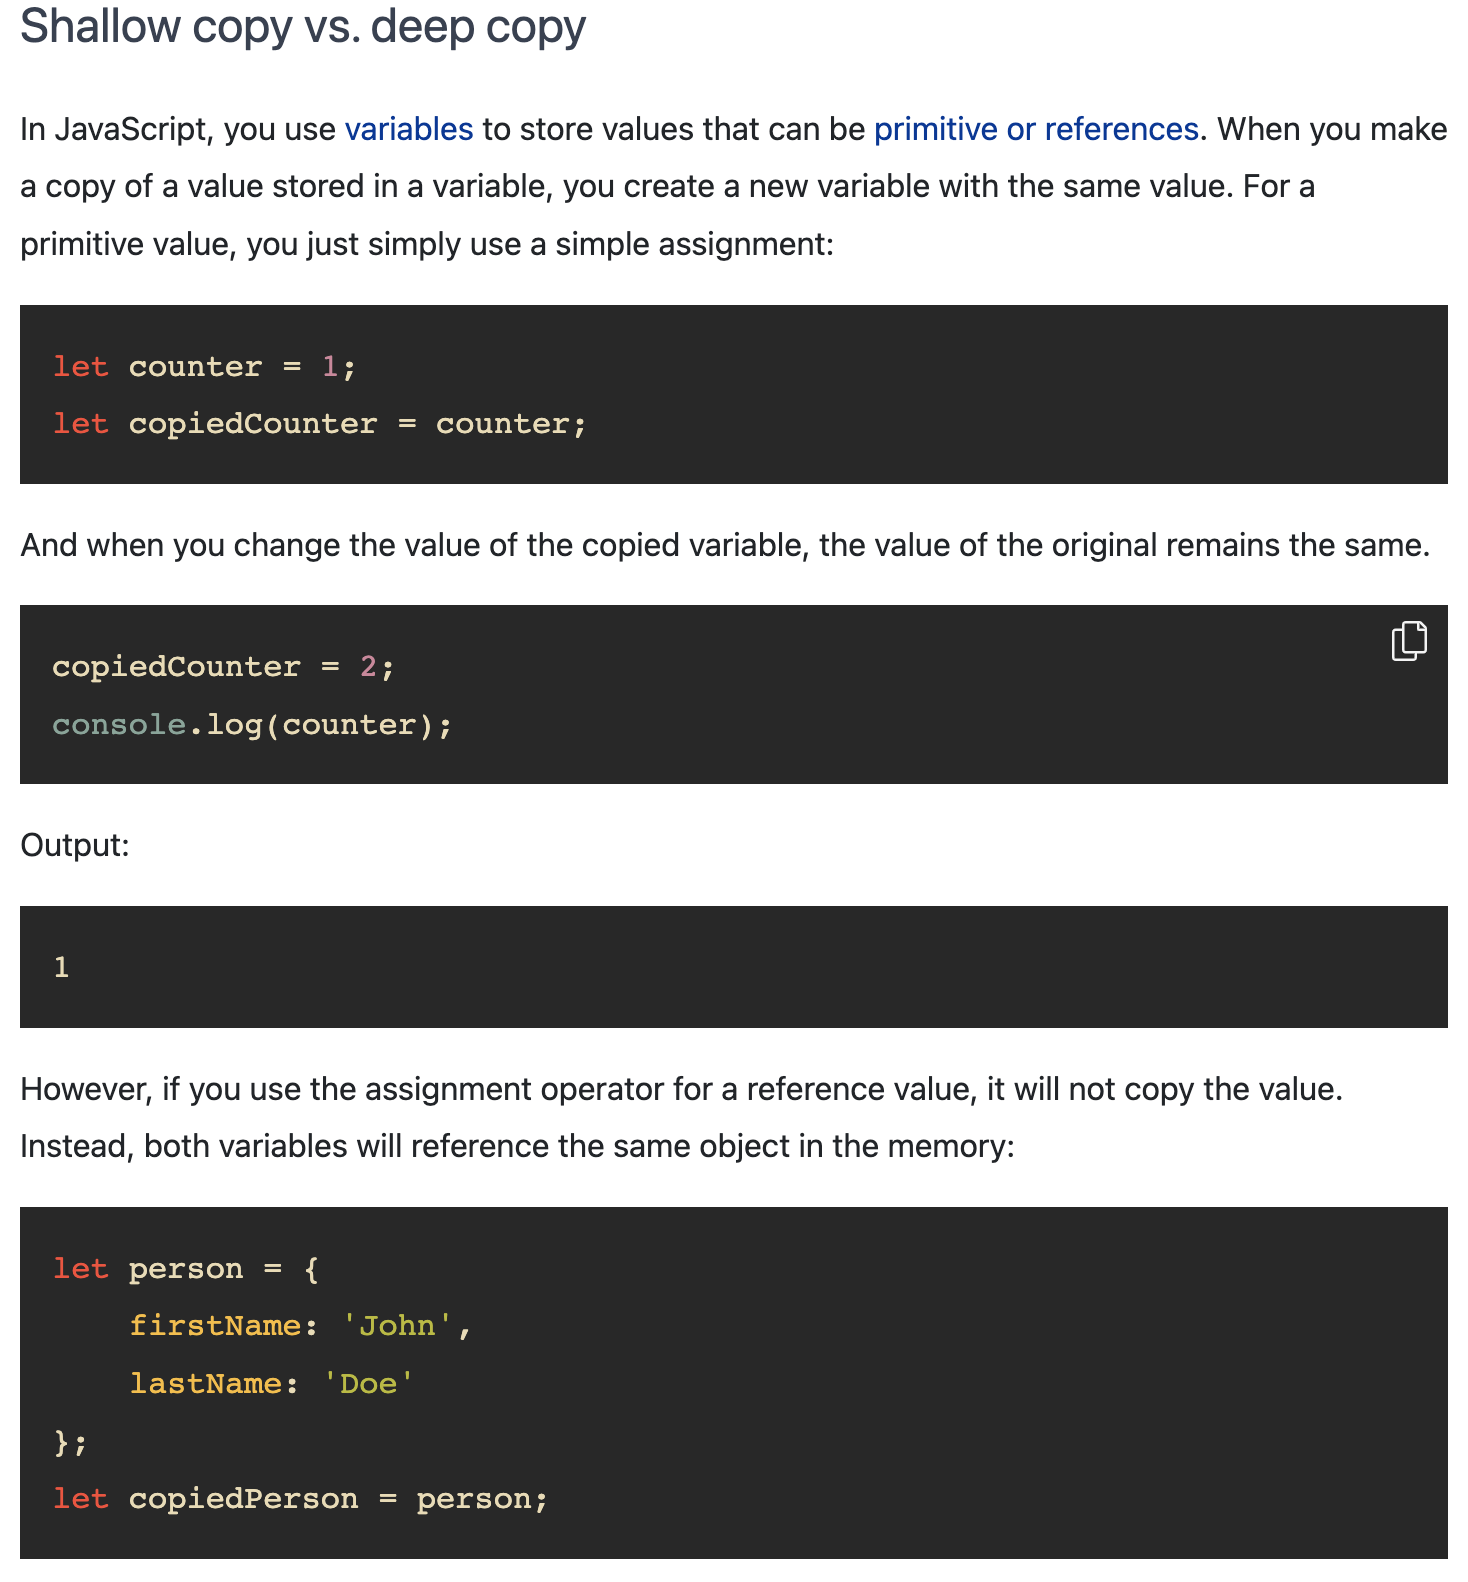 Shallow copy vs. deep copy
In JavaScript, you use variables to store values that can be primitive or references. When you make
a copy of a value stored in a variable, you create a new variable with the same value. For a
primitive value, you just simply use a simple assignment:
let counter = 1;
let copiedCounter = counter;
And when you change the value of the copied variable, the value of the original remains the same.
copiedCounter = 2;
console.log(counter);
Output:
1
However, if you use the assignment operator for a reference value, it will not copy the value.
Instead, both variables will reference the same object in the memory:
let person = {
    firstName: 'John',
    lastName: 'Doe'
};
let copiedPerson = person;